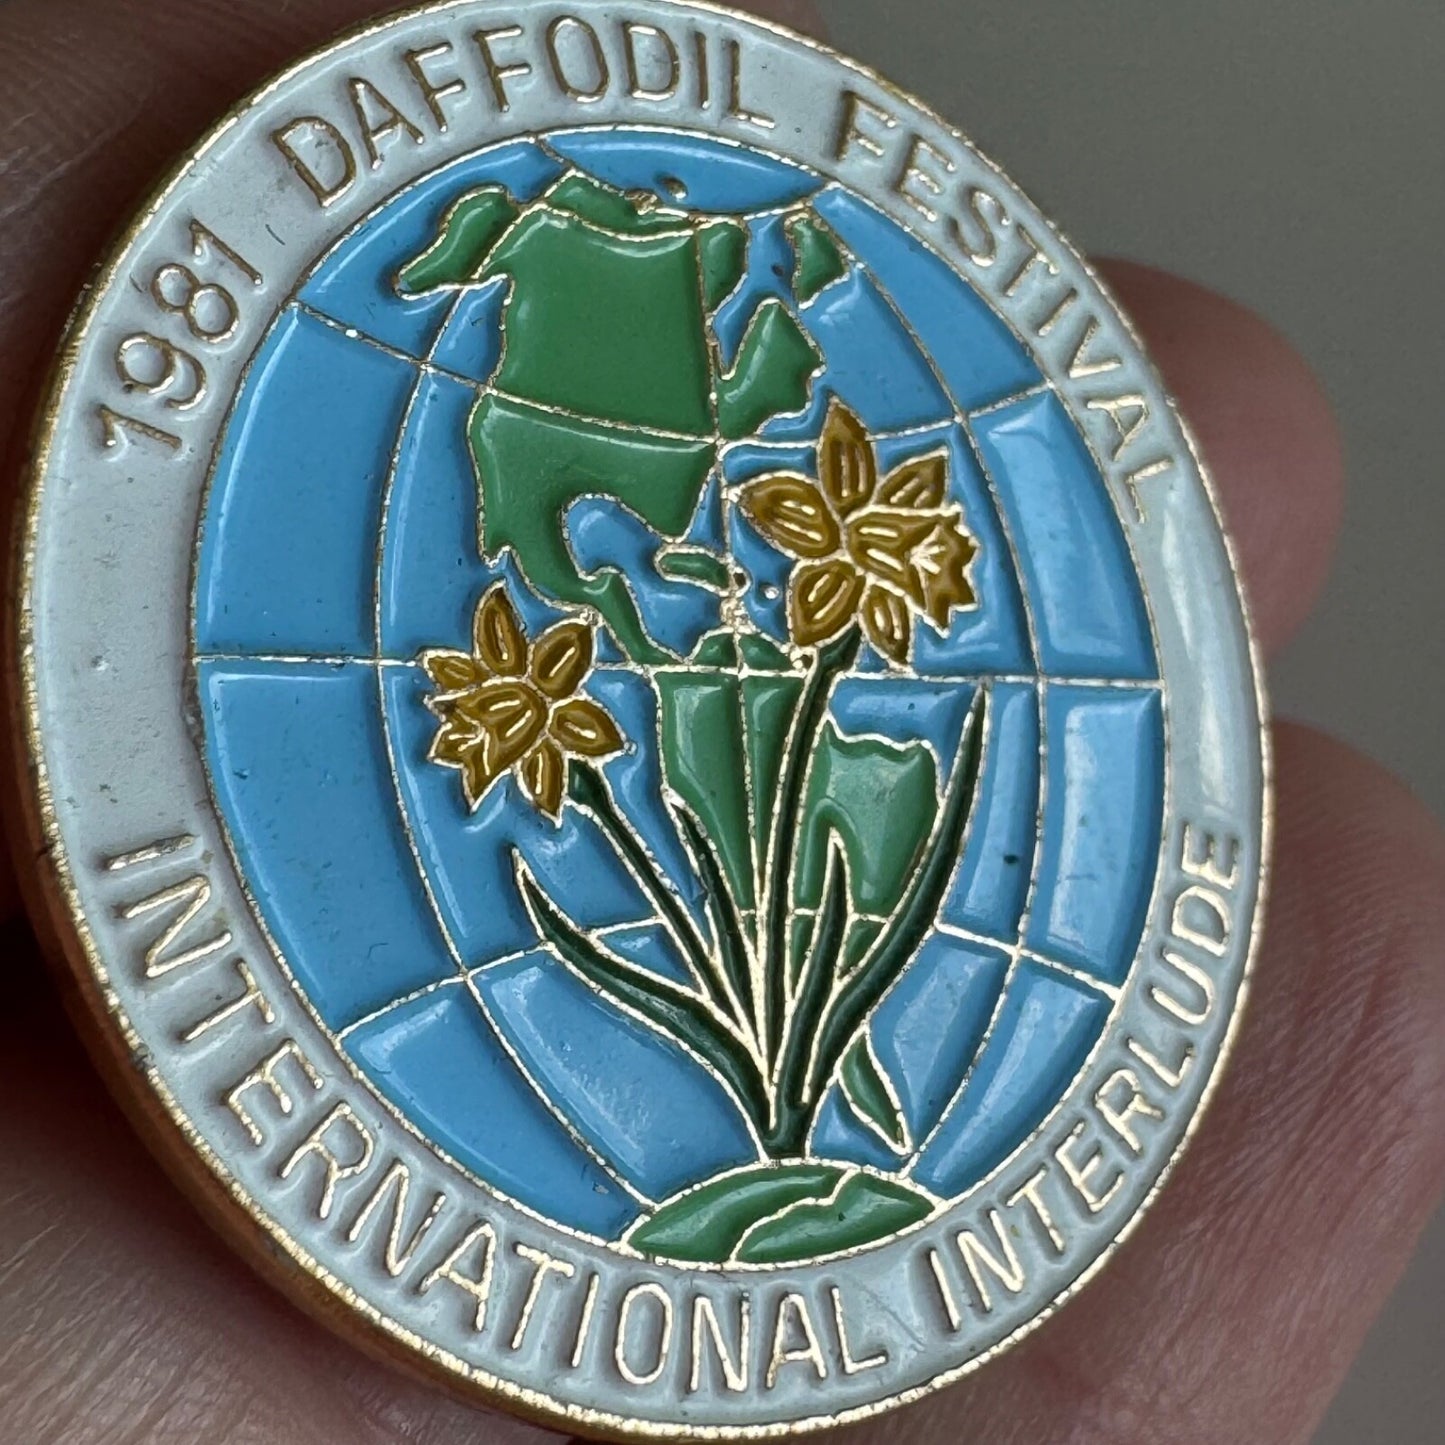 1981 DAFFODIL FESTIVAL
INTERNATIONAL INTERLUDE